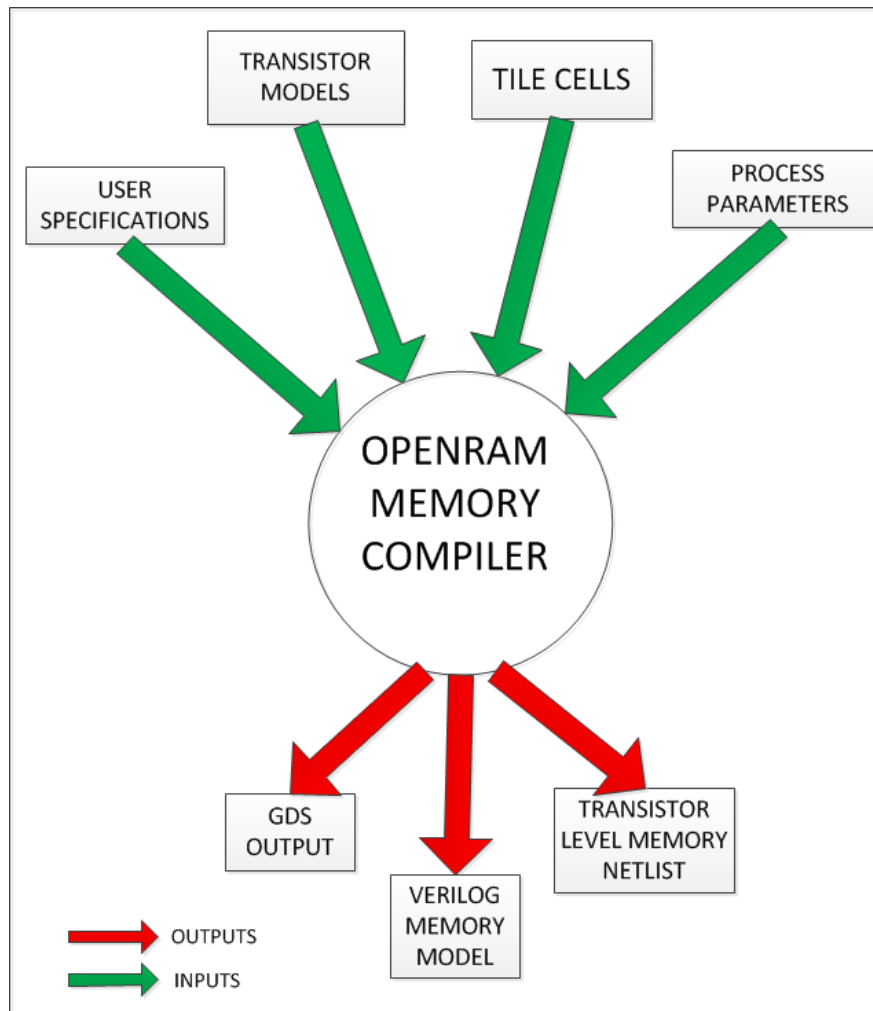 TRANSISTOR
MODELS
TILE CELLS
USER
SPECIFICATIONS
PROCESS
PARAMETERS
OPENRAM
MEMORY
COMPILER
GDS
OUTPUT
VERILOG
MEMORY
MODEL
TRANSISTOR
LEVEL MEMORY
NETLIST
OUTPUTS
INPUTS